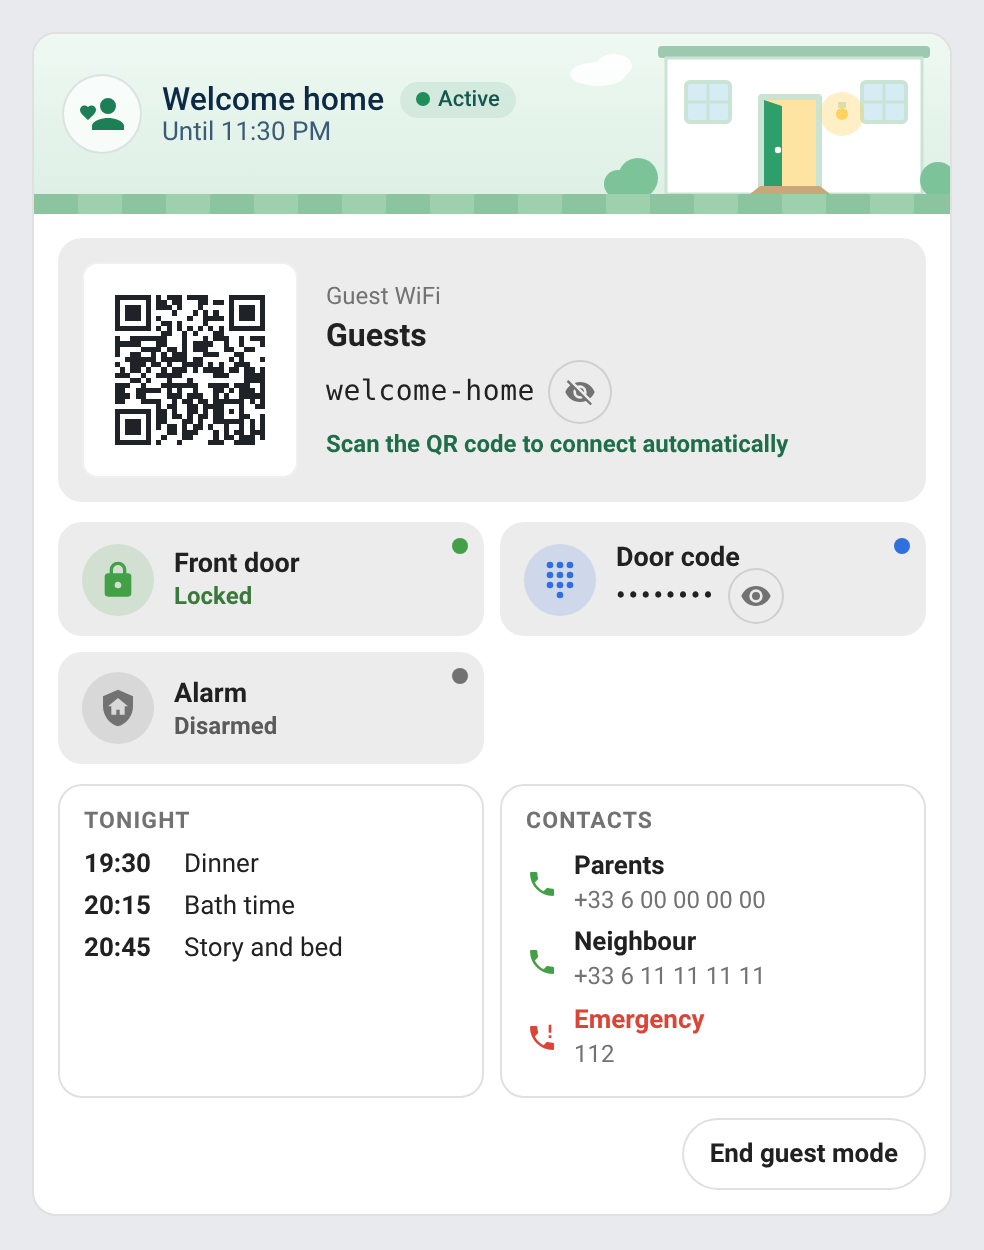 Welcome home
Active
Until 11:30 PM
Guest WiFi
Guests
welcome-home
Scan the QR code to connect automatically
Front door
Locked
Door code
••••••••
Alarm
Disarmed
TONIGHT
19:30 Dinner
20:15 Bath time
20:45 Story and bed
CONTACTS
Parents
+33 6 00 00 00 00
Neighbour
+33 6 11 11 11 11
Emergency
112
End guest mode